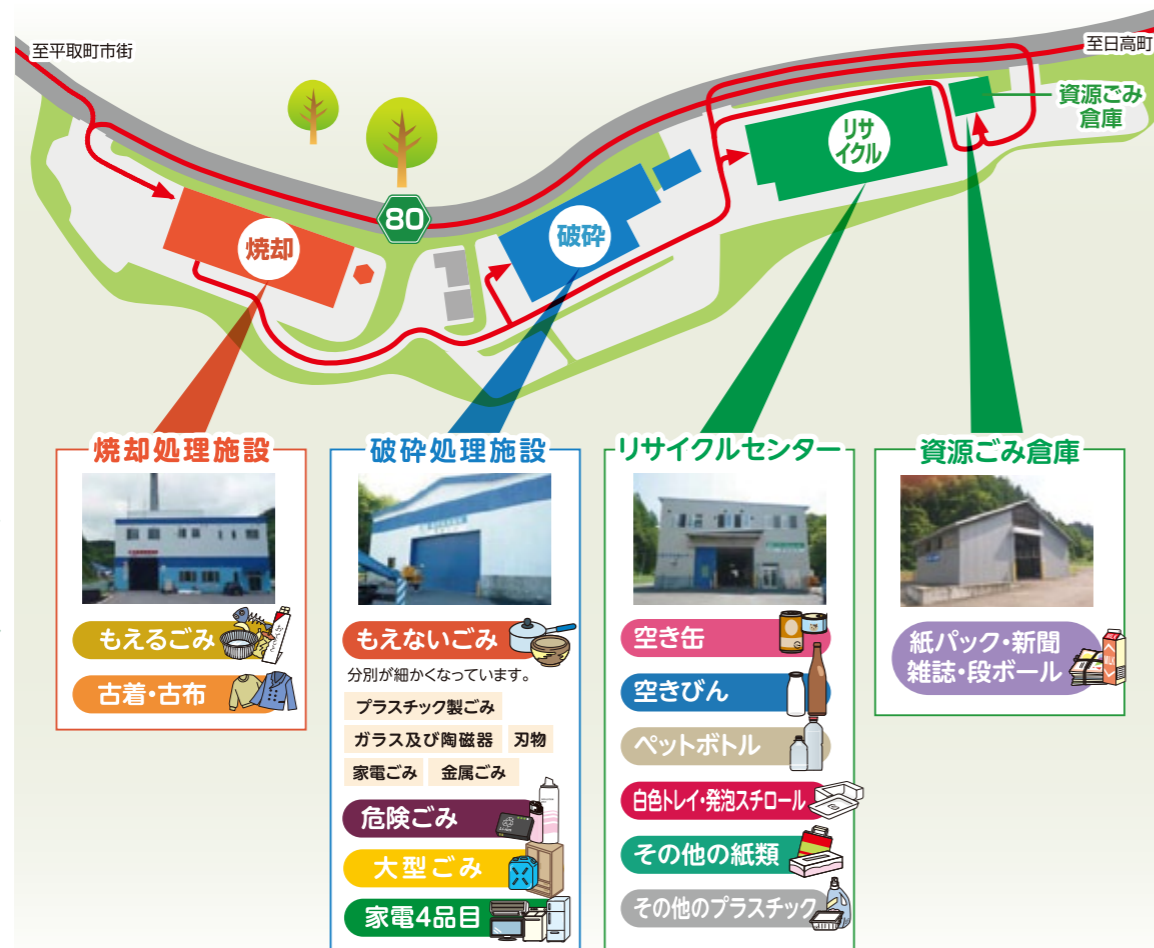 至平取町市街
至日高町
資源ごみ
倉庫
リサ
イクル
80
破砕
焼却
焼却処理施設
もえるごみ
古着・古布
破砕処理施設
もえないごみ
分別が細かくなっています。
プラスチック製ごみ
ガラス及び陶磁器 刃物
家電ごみ 金属ごみ
危険ごみ
大型ごみ
家電4品目
リサイクルセンター
空き缶
空きびん
ペットボトル
白色トレイ・発泡スチロール
その他の紙類
その他のプラスチック
資源ごみ倉庫
紙パック・新聞
雑誌・段ボール